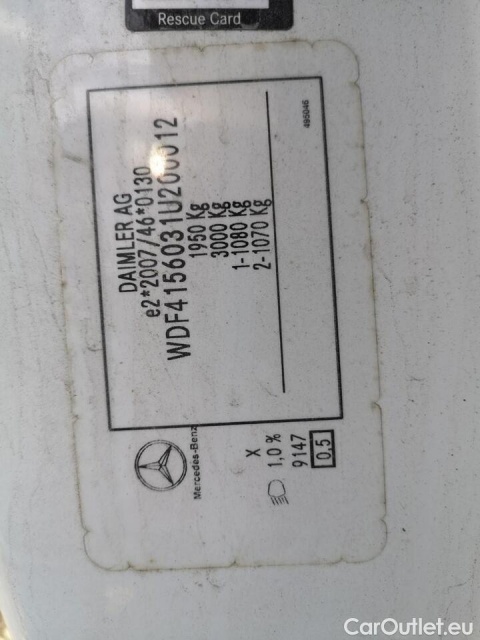 Rescue Card
DAIMLER AG
e2*2007/46*0130
WDF4156031U200012
1950 Kg
3000 Kg
1-1080 Kg
2-1070 Kg
495046
Mercedes-Benz
X
1,0 %
9147
0.5
CarOutlet.eu